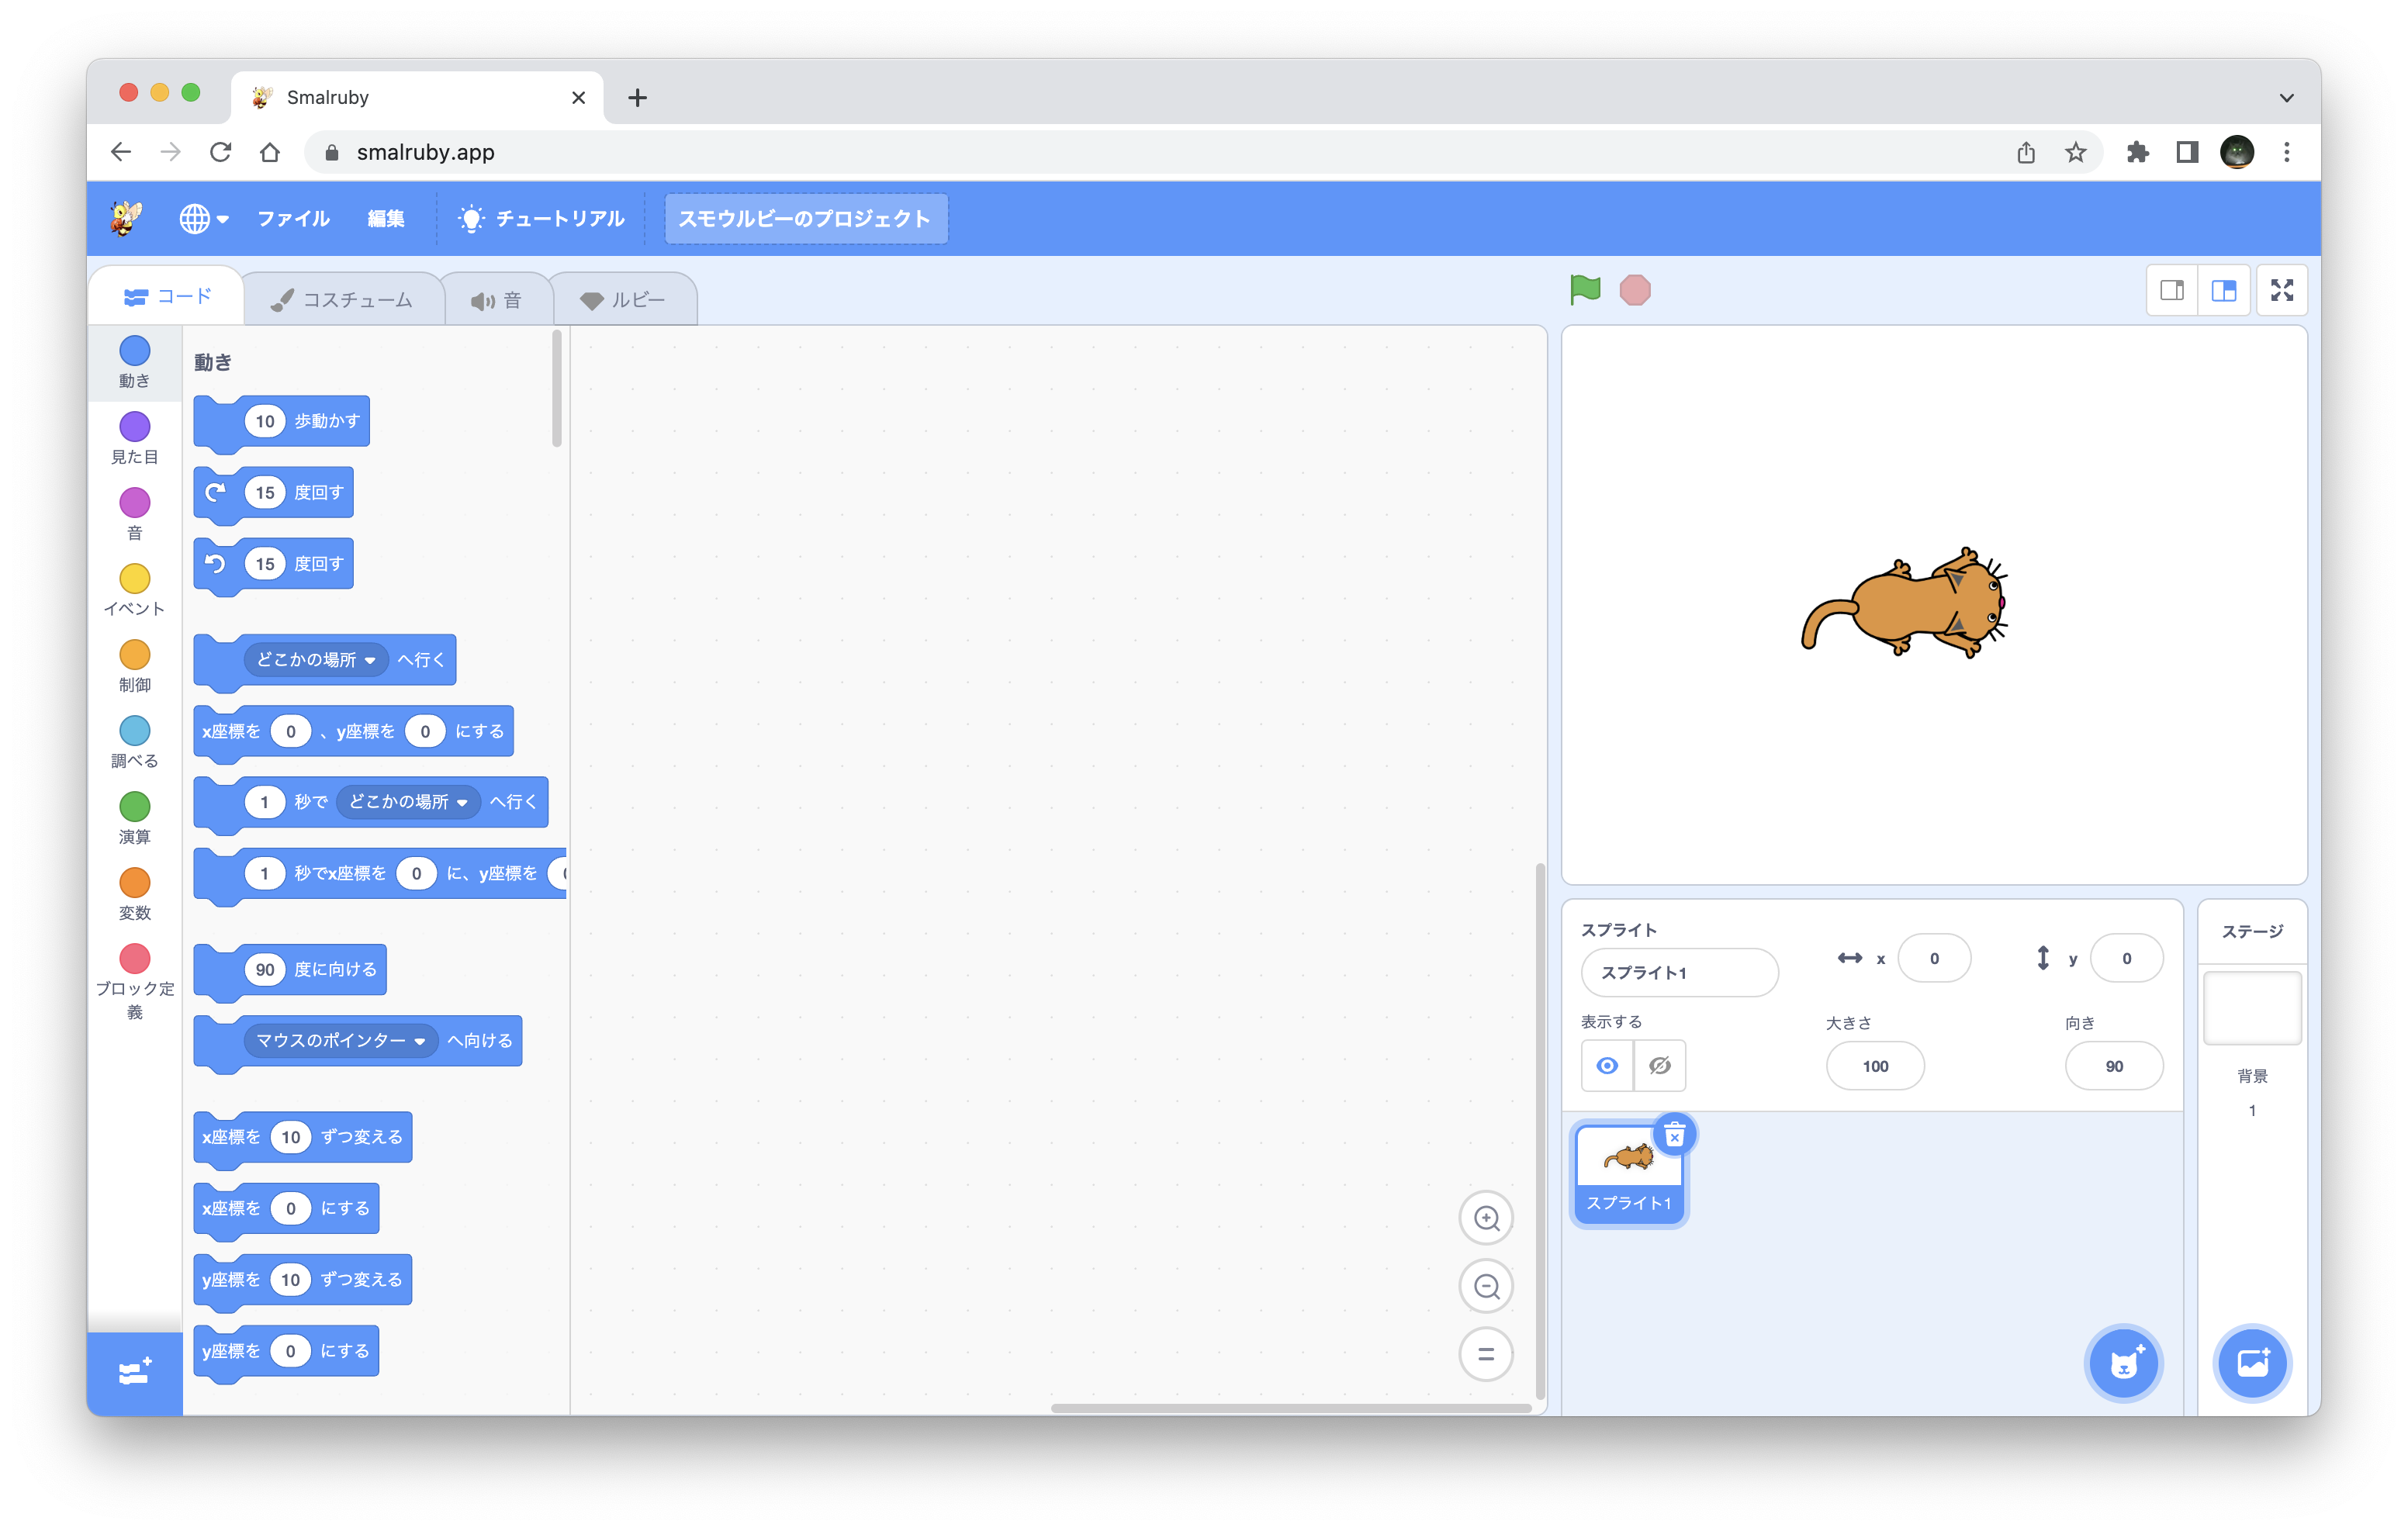 Smalruby
smalruby.app
ファイル 編集 チュートリアル スモウルビーのプロジェクト
コード コスチューム 音 ルビー
動き
見た目
音
イベント
制御
調べる
演算
変数
ブロック定
義
動き
10 歩動かす
15 度回す
15 度回す
どこかの場所 へ行く
x座標を 0 、y座標を 0 にする
1 秒で どこかの場所 へ行く
1 秒でx座標を 0 に、y座標を
90 度に向ける
マウスのポインター へ向ける
x座標を 10 ずつ変える
x座標を 0 にする
y座標を 10 ずつ変える
y座標を 0 にする
スプライト
スプライト1 x 0 y 0
表示する 大きさ 向き
100 90
スプライト1
ステージ
背景
1